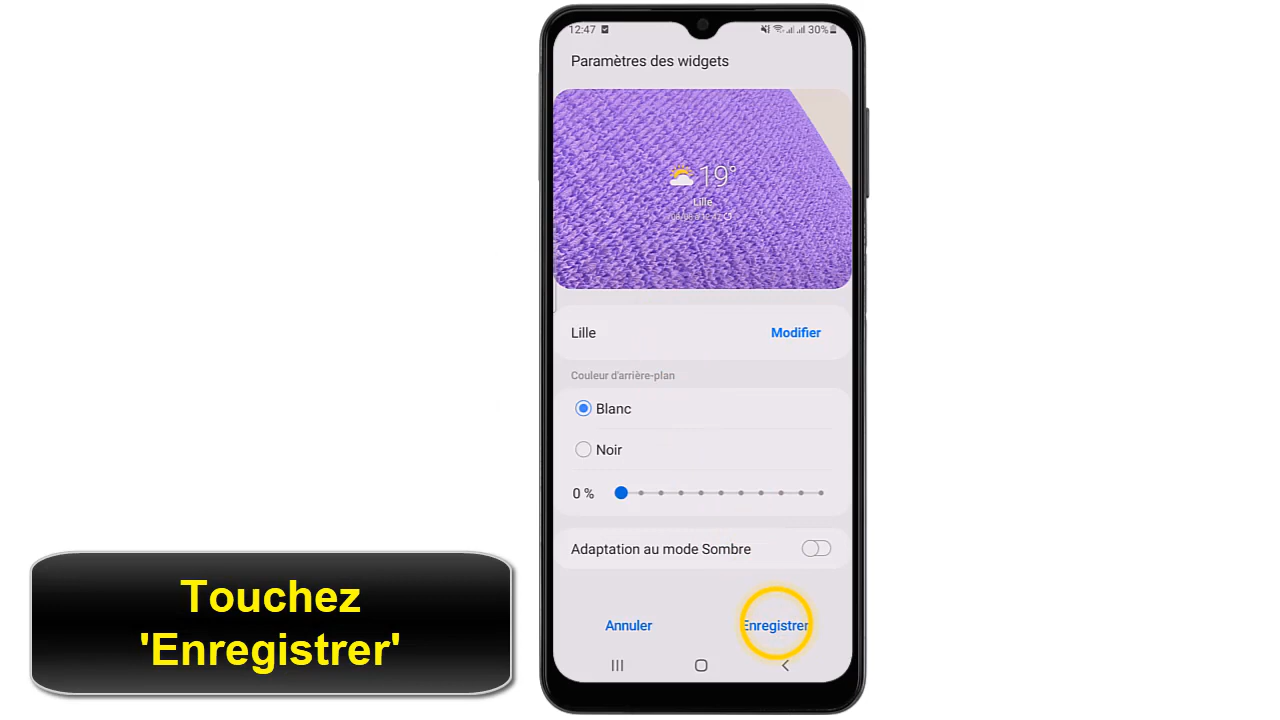 12:47
30%
Paramètres des widgets
19°
Lille
Lille
Modifier
Couleur d'arrière-plan
Blanc
Noir
0 %
Adaptation au mode Sombre
Annuler
Enregistrer
Touchez
'Enregistrer'